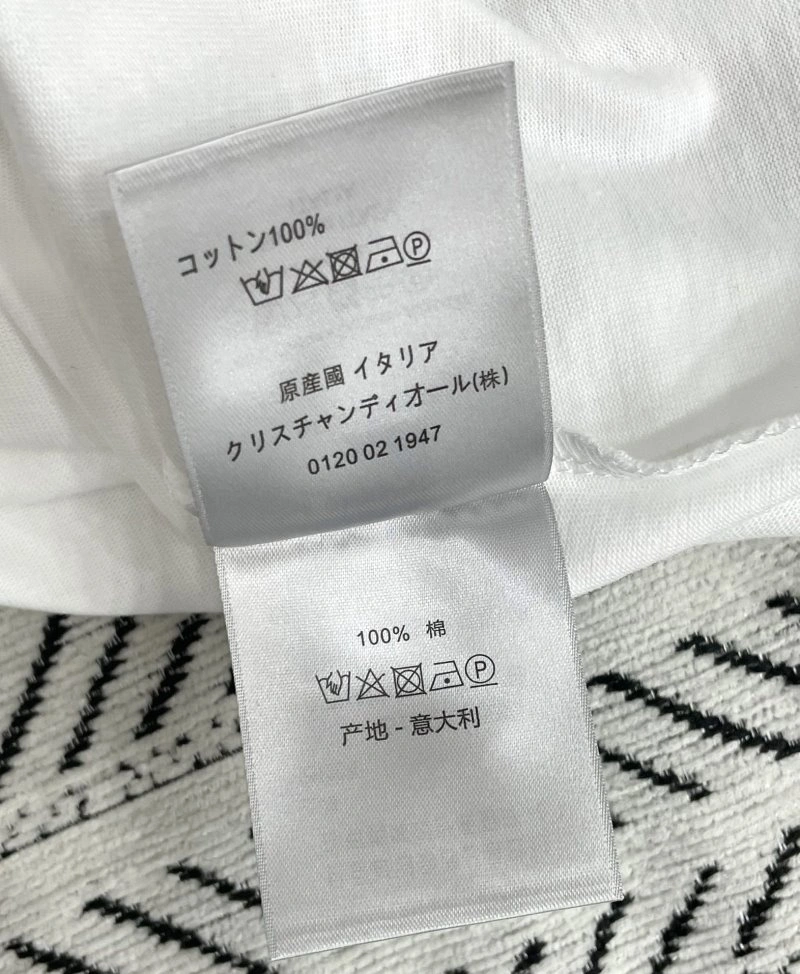 コットン100%
P
原産國 イタリア
クリスチャンディオール(株)
0120 02 1947
100% 棉
P
产地 - 意大利